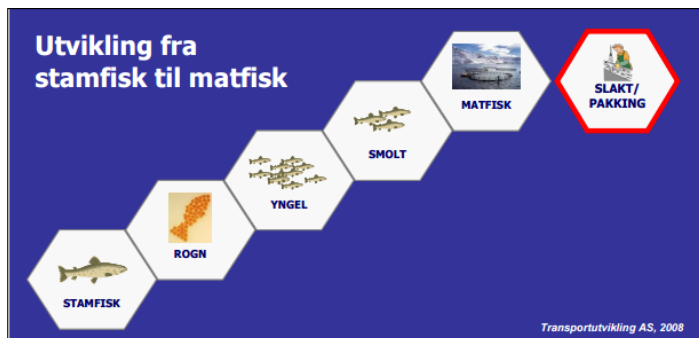 Utvikling fra
stamfisk til matfisk
STAMFISK
ROGN
YNGEL
SMOLT
MATFISK
SLAKT/
PAKKING
Transportutvikling AS, 2008